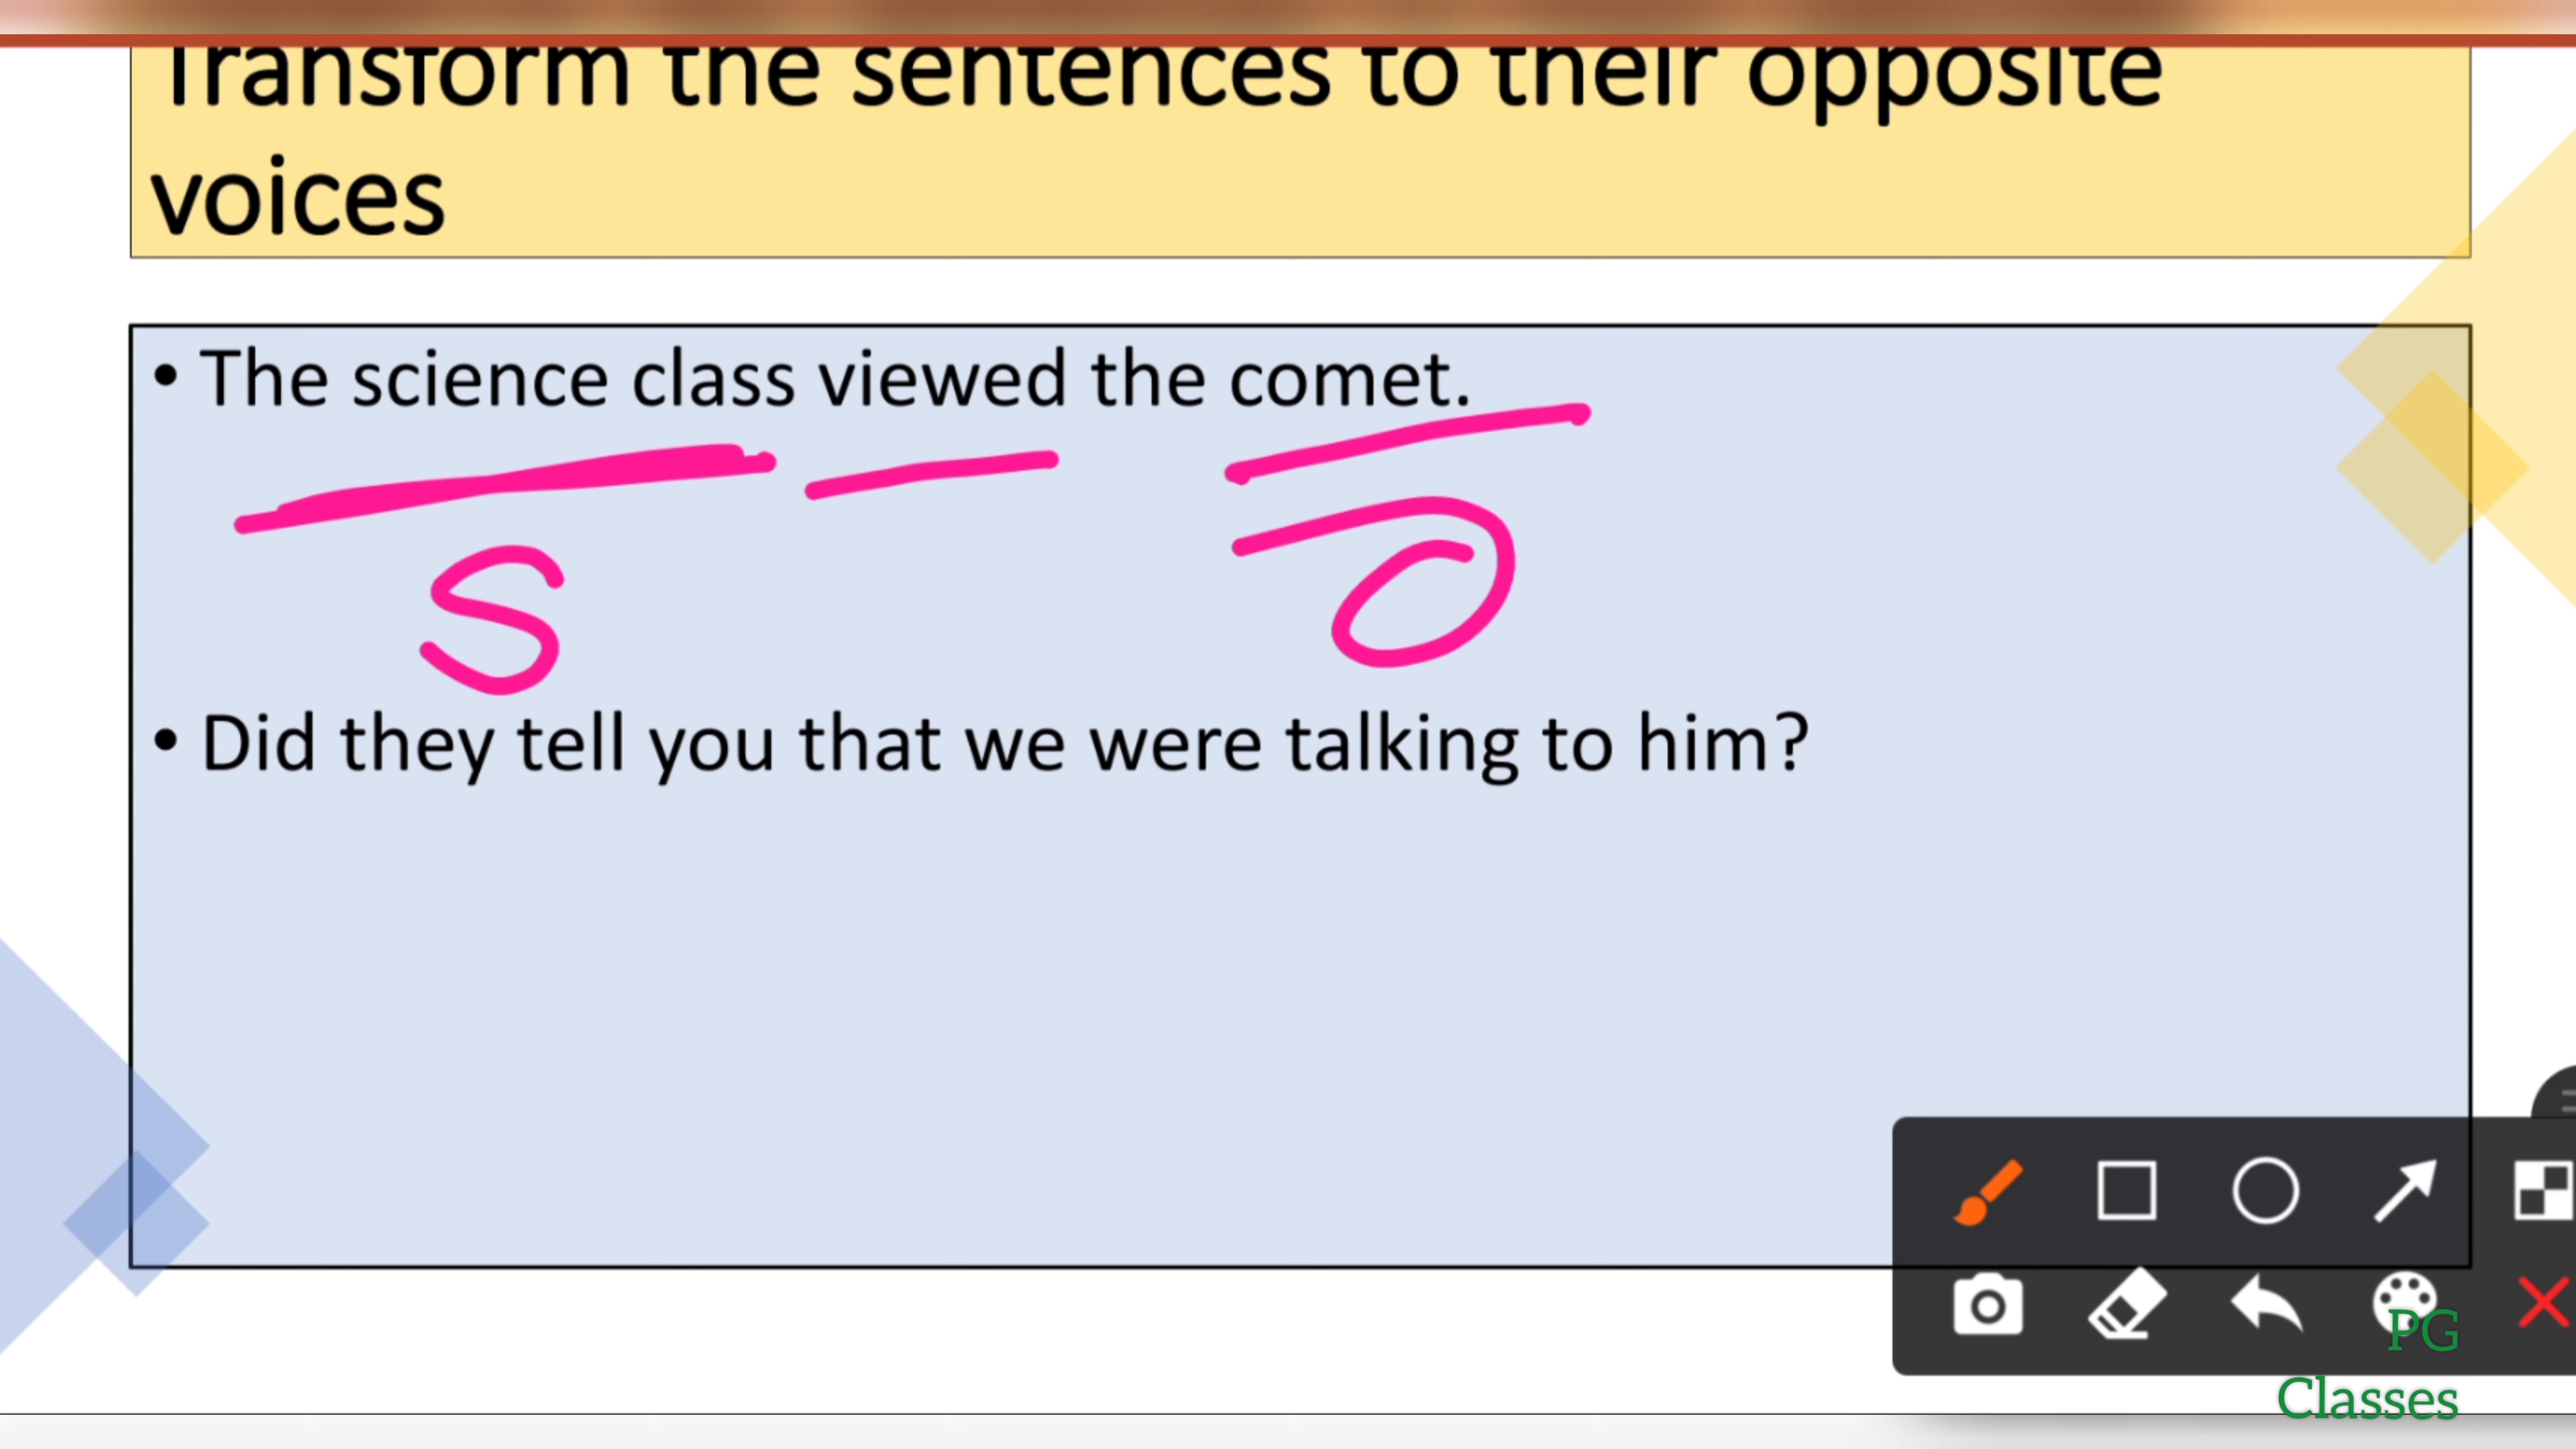 Transform the sentences to their opposite
voices
• The science class viewed the comet.
S O
• Did they tell you that we were talking to him?
PG
Classes